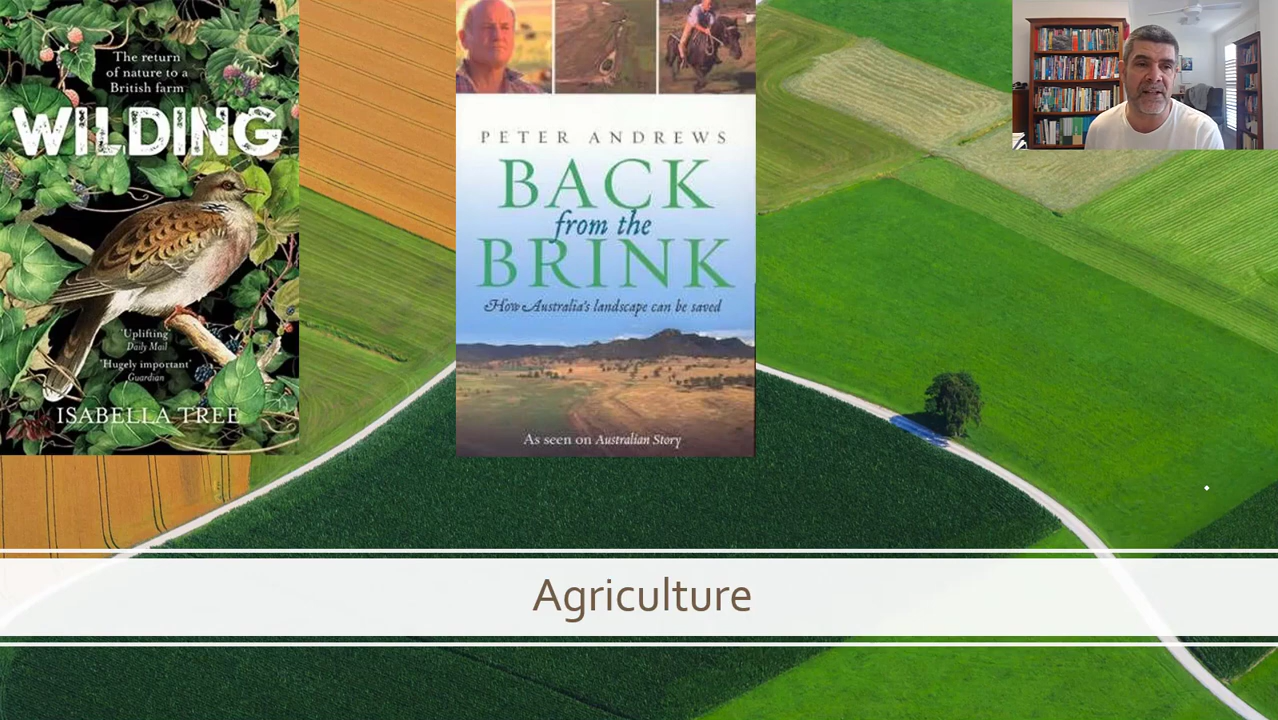 The return
of nature to a
British farm
WILDING
'Uplifting'
Daily Mail
'Hugely important'
Guardian
ISABELLA TREE
PETER ANDREWS
BACK
from the
BRINK
How Australia's landscape can be saved
As seen on Australian Story
Agriculture